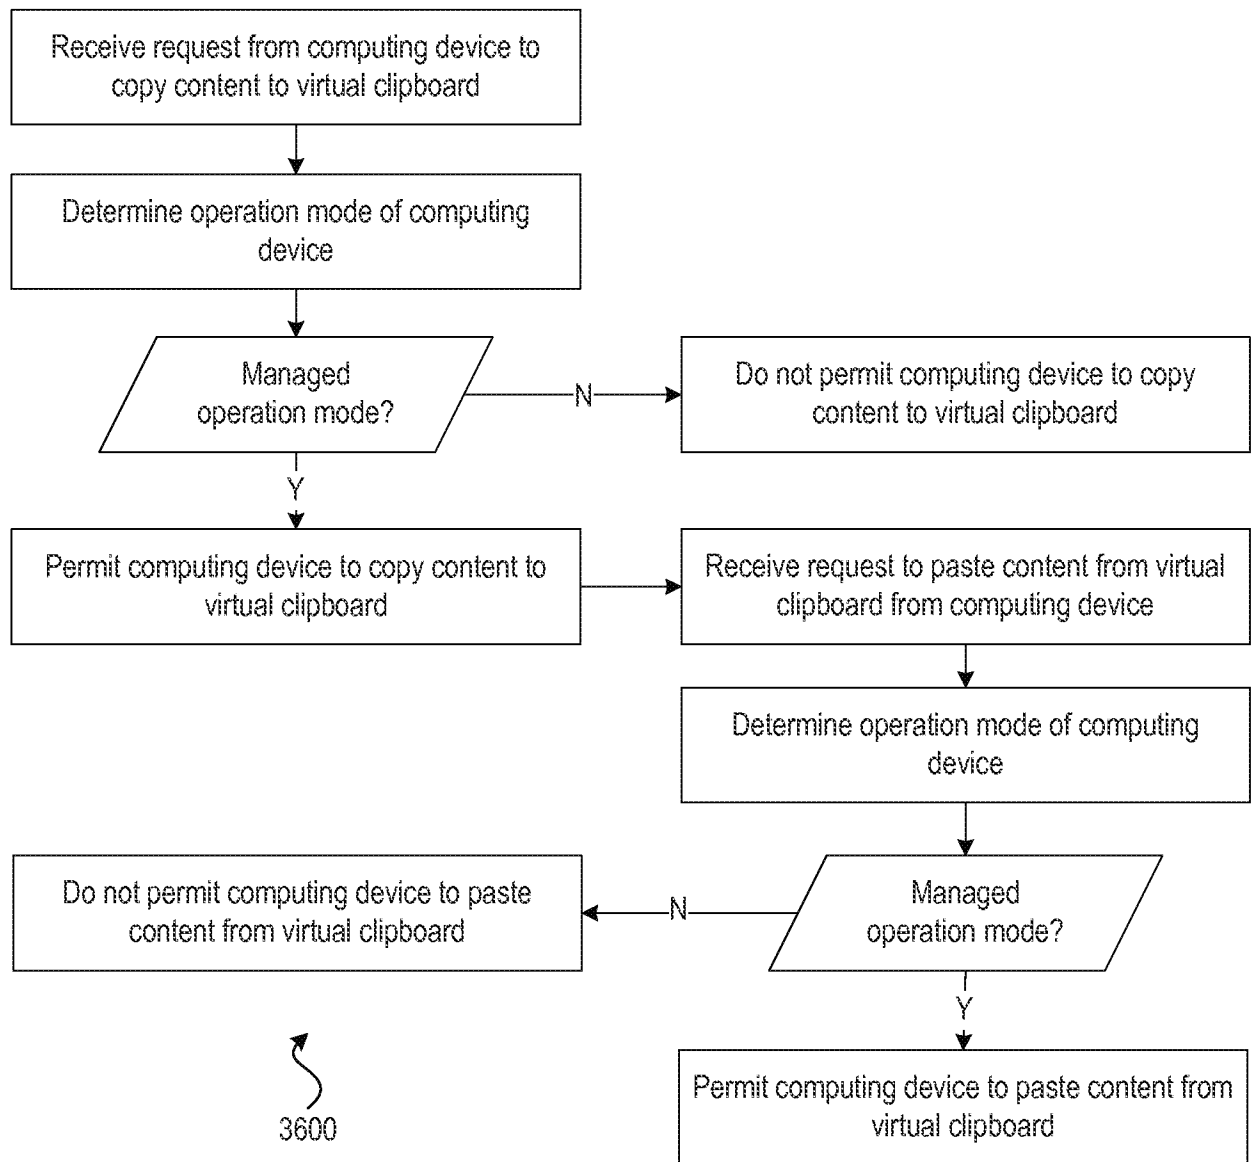 Receive request from computing device to
copy content to virtual clipboard
Determine operation mode of computing
device
Managed
operation mode?
N
Do not permit computing device to copy
content to virtual clipboard
Y
Permit computing device to copy content to
virtual clipboard
Receive request to paste content from virtual
clipboard from computing device
Determine operation mode of computing
device
Managed
operation mode?
N
Do not permit computing device to paste
content from virtual clipboard
Y
Permit computing device to paste content from
virtual clipboard
3600